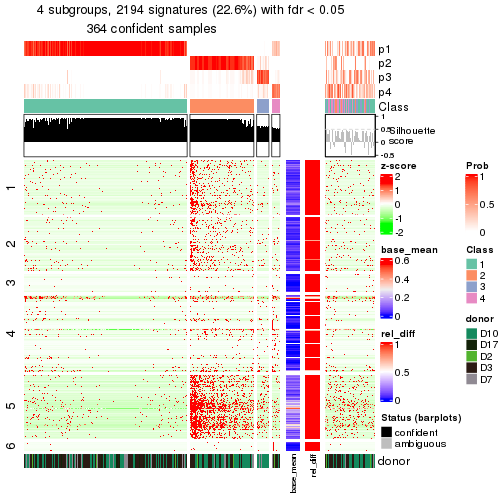 4 subgroups, 2194 signatures (22.6%) with fdr < 0.05
364 confident samples
p1
p2
p3
p4
Class
1
0.5
0
-0.5
Silhouette
score
1
2
3
4
5
6
z-score
2
1
0
-1
-2
base_mean
0.6
0.4
0.2
0
rel_diff
1
0.5
0
Status (barplots)
confident
ambiguous
Prob
1
0.5
0
Class
1
2
3
4
donor
D10
D17
D2
D3
D7
donor
base_mean
rel_diff